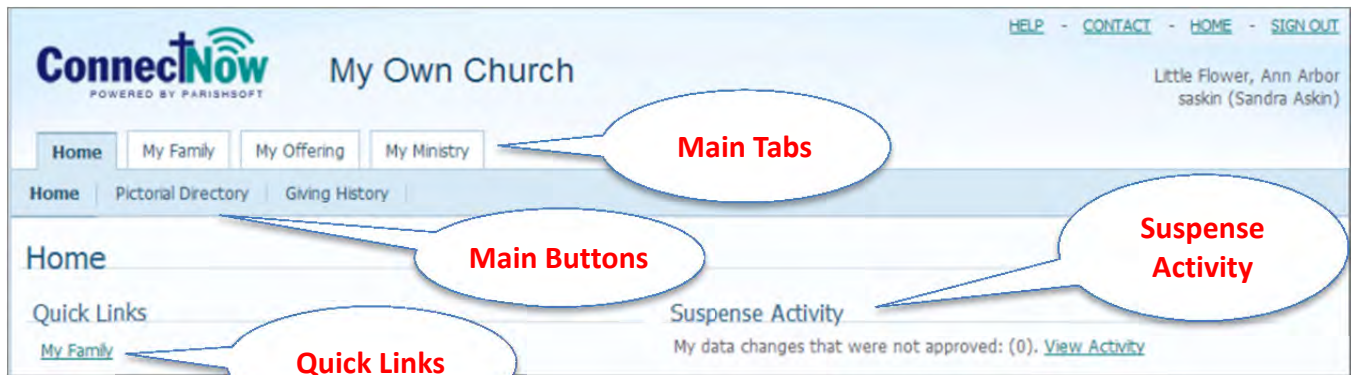 HELP - CONTACT - HOME - SIGN OUT
ConnectNow
POWERED BY PARISHSOFT
My Own Church
Little Flower, Ann Arbor
saskin (Sandra Askin)
Main Tabs
Home My Family My Offering My Ministry
Home Pictorial Directory Giving History
Main Buttons
Suspense
Activity
Home
Quick Links Suspense Activity
My Family My data changes that were not approved: (0). View Activity
Quick Links